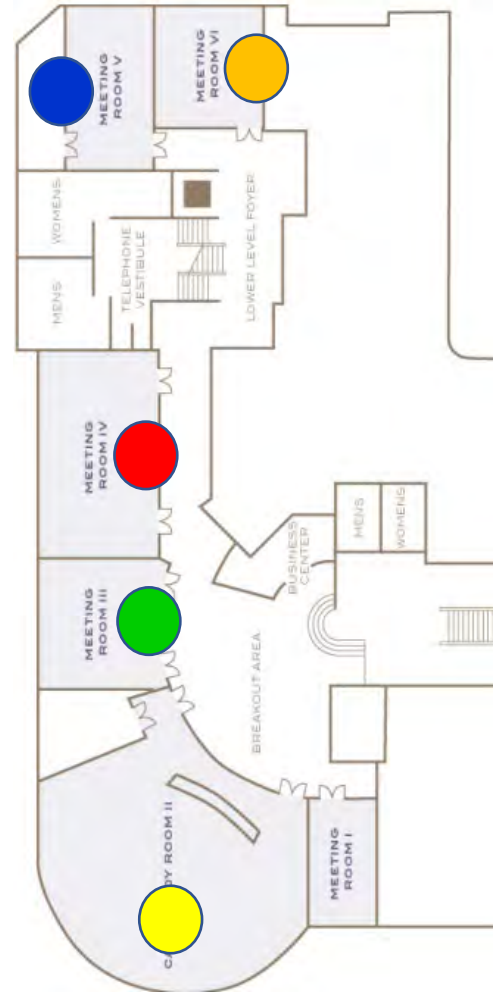 MEETING
ROOM V
MEETING
ROOM VI
WOMENS
MENS
TELEPHONE
VESTIBULE
LOWER LEVEL FOYER
MEETING
ROOM IV
MEETING
ROOM III
BUSINESS
CENTER
MENS
WOMENS
BREAKOUT AREA
ROOM II
MEETING
ROOM I